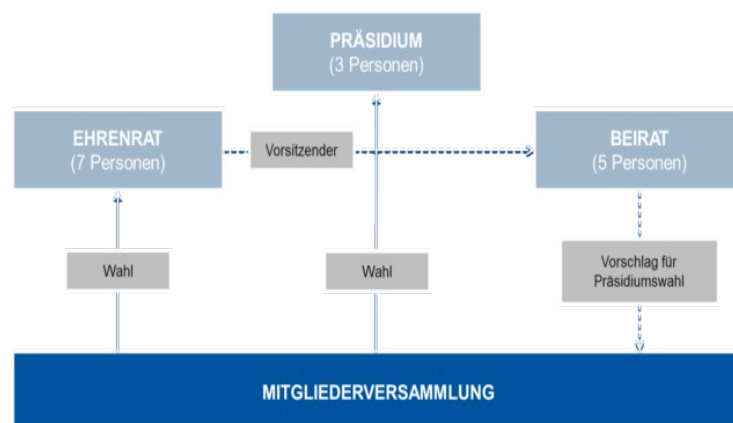 PRÄSIDIUM
(3 Personen)
EHRENRAT
(7 Personen)
Vorsitzender
BEIRAT
(5 Personen)
Wahl
Wahl
Vorschlag für
Präsidiumswahl
MITGLIEDERVERSAMMLUNG